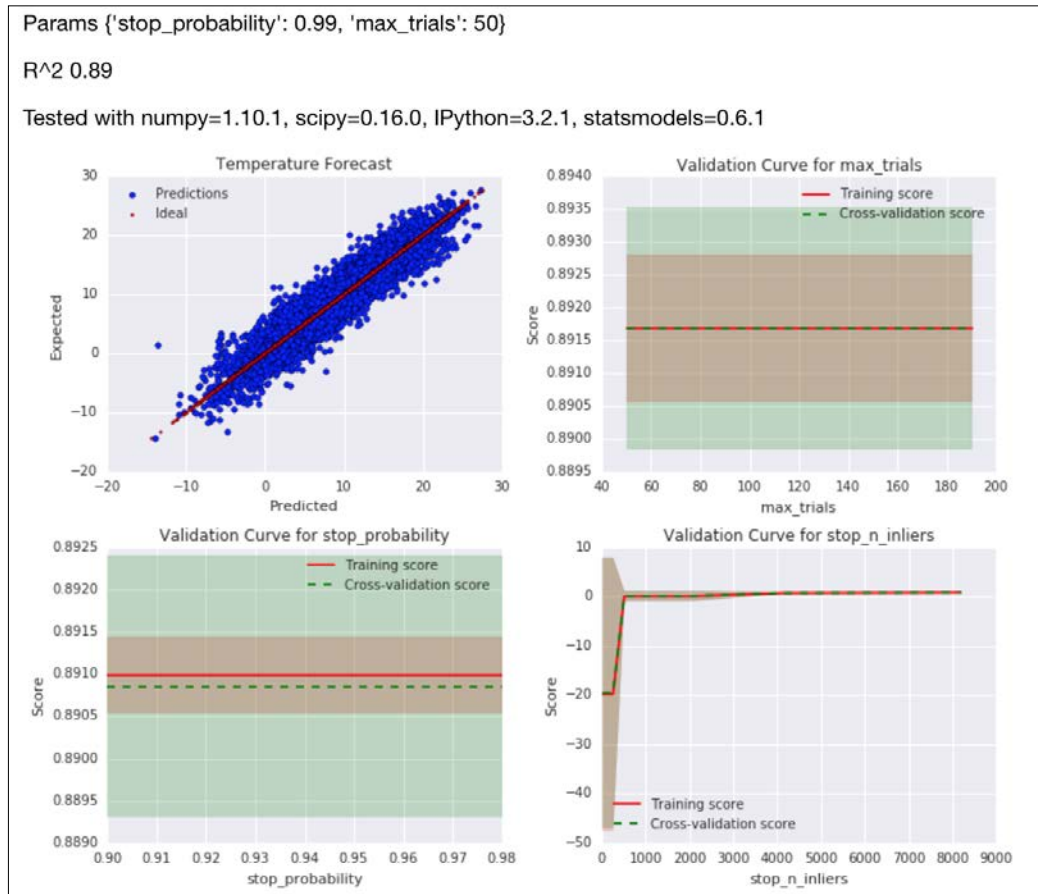 Params {'stop_probability': 0.99, 'max_trials': 50}
R^2 0.89
Tested with numpy=1.10.1, scipy=0.16.0, IPython=3.2.1, statsmodels=0.6.1
Temperature Forecast
30
20
10
0
−10
−20
Expected
Predictions
Ideal
−20
−10
0
10
20
30
Predicted
Validation Curve for max_trials
0.8940
0.8935
0.8930
0.8925
0.8920
0.8915
0.8910
0.8905
0.8900
0.8895
Score
Training score
Cross-validation score
40
60
80
100
120
140
160
180
200
max_trials
Validation Curve for stop_probability
0.8925
0.8920
0.8915
0.8910
0.8905
0.8900
0.8895
0.8890
Score
Training score
Cross-validation score
0.90
0.91
0.92
0.93
0.94
0.95
0.96
0.97
0.98
stop_probability
Validation Curve for stop_n_inliers
10
0
−10
−20
−30
−40
−50
Score
Training score
Cross-validation score
0
1000
2000
3000
4000
5000
6000
7000
8000
9000
stop_n_inliers